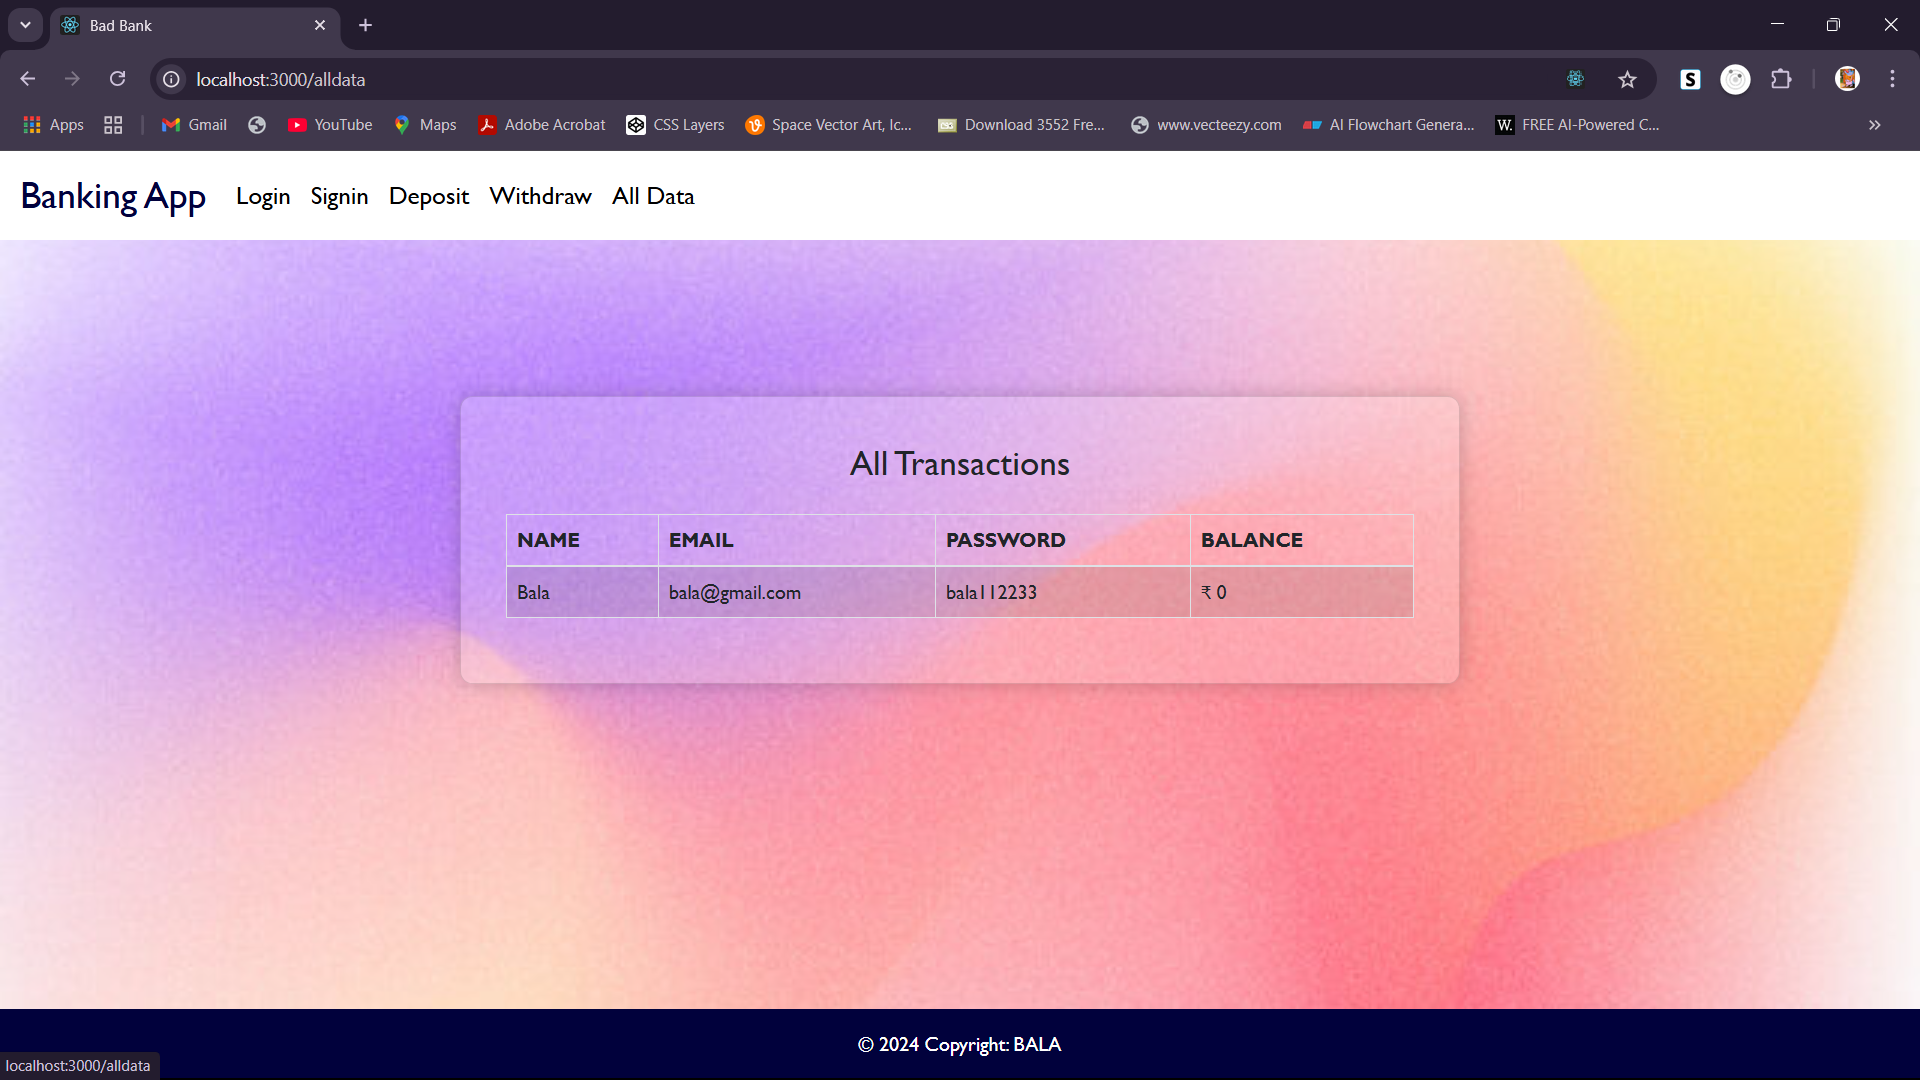 Bad Bank
localhost:3000/alldata
S
Apps Gmail YouTube Maps Adobe Acrobat CSS Layers Space Vector Art, Ic... Download 3552 Fre... www.vecteezy.com AI Flowchart Genera... W. FREE AI-Powered C... »
Banking App Login Signin Deposit Withdraw All Data
All Transactions
NAME EMAIL PASSWORD BALANCE
Bala bala@gmail.com bala112233 ₹ 0
© 2024 Copyright: BALA
localhost:3000/alldata